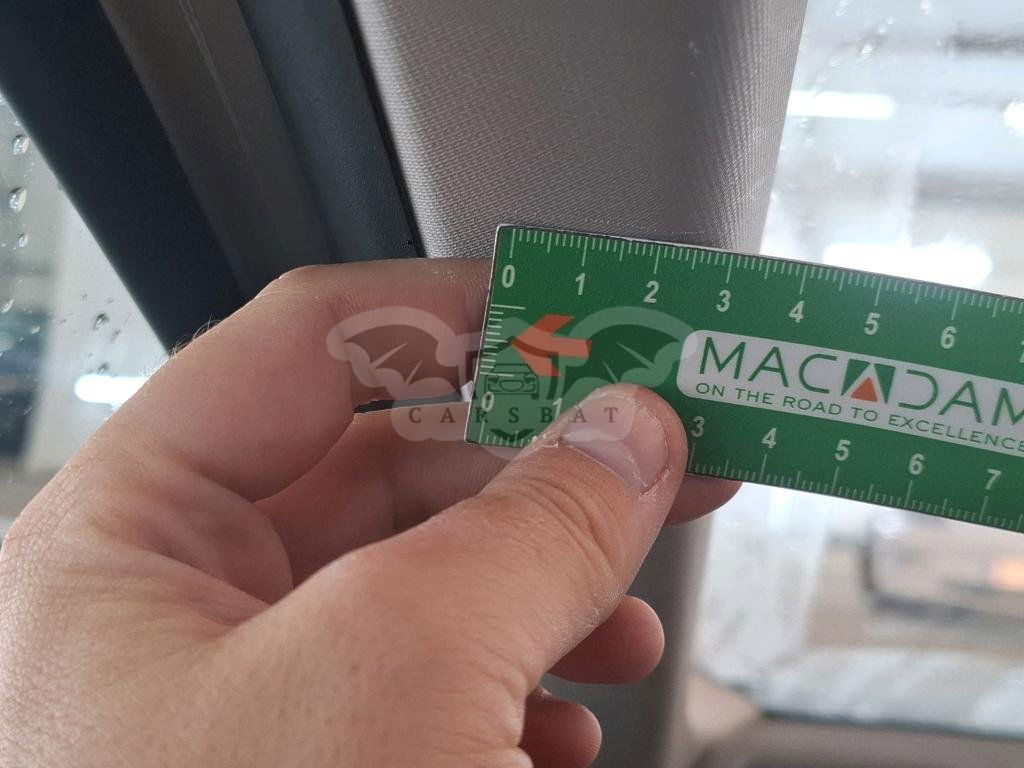 0 1 2 3 4 5 6
MACADAM
ON THE ROAD TO EXCELLENCE
CARSBAT
0 3 4 5 6 7